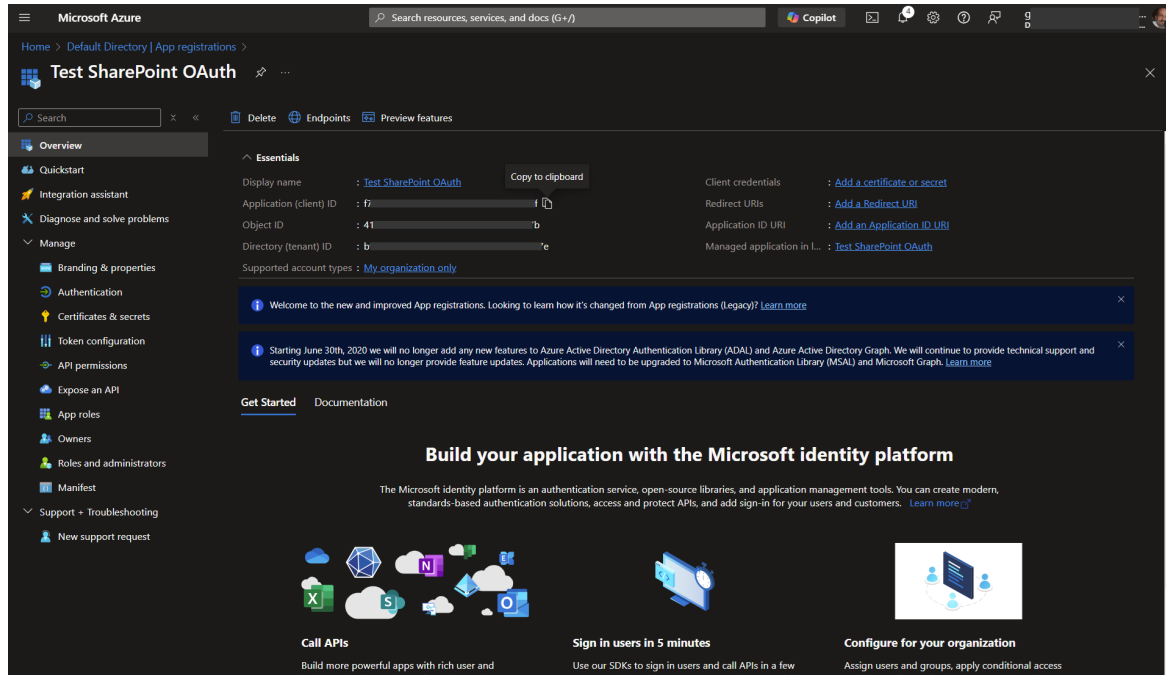 Microsoft Azure
Search resources, services, and docs (G+/)
Copilot
4
g
D
...
Home > Default Directory | App registrations >
Test SharePoint OAuth
...
Search
Delete
Endpoints
Preview features
Overview
Quickstart
Integration assistant
Diagnose and solve problems
Manage
Branding & properties
Authentication
Certificates & secrets
Token configuration
API permissions
Expose an API
App roles
Owners
Roles and administrators
Manifest
Support + Troubleshooting
New support request
Essentials
Copy to clipboard
Display name : Test SharePoint OAuth
Application (client) ID : f7 f
Object ID : 41 b
Directory (tenant) ID : b e
Supported account types : My organization only
Client credentials : Add a certificate or secret
Redirect URIs : Add a Redirect URI
Application ID URI : Add an Application ID URI
Managed application in l... : Test SharePoint OAuth
Welcome to the new and improved App registrations. Looking to learn how it's changed from App registrations (Legacy)? Learn more
Starting June 30th, 2020 we will no longer add any new features to Azure Active Directory Authentication Library (ADAL) and Azure Active Directory Graph. We will continue to provide technical support and
security updates but we will no longer provide feature updates. Applications will need to be upgraded to Microsoft Authentication Library (MSAL) and Microsoft Graph. Learn more
Get Started
Documentation
Build your application with the Microsoft identity platform
The Microsoft identity platform is an authentication service, open-source libraries, and application management tools. You can create modern,
standards-based authentication solutions, access and protect APIs, and add sign-in for your users and customers. Learn more
Call APIs
Build more powerful apps with rich user and
Sign in users in 5 minutes
Use our SDKs to sign in users and call APIs in a few
Configure for your organization
Assign users and groups, apply conditional access